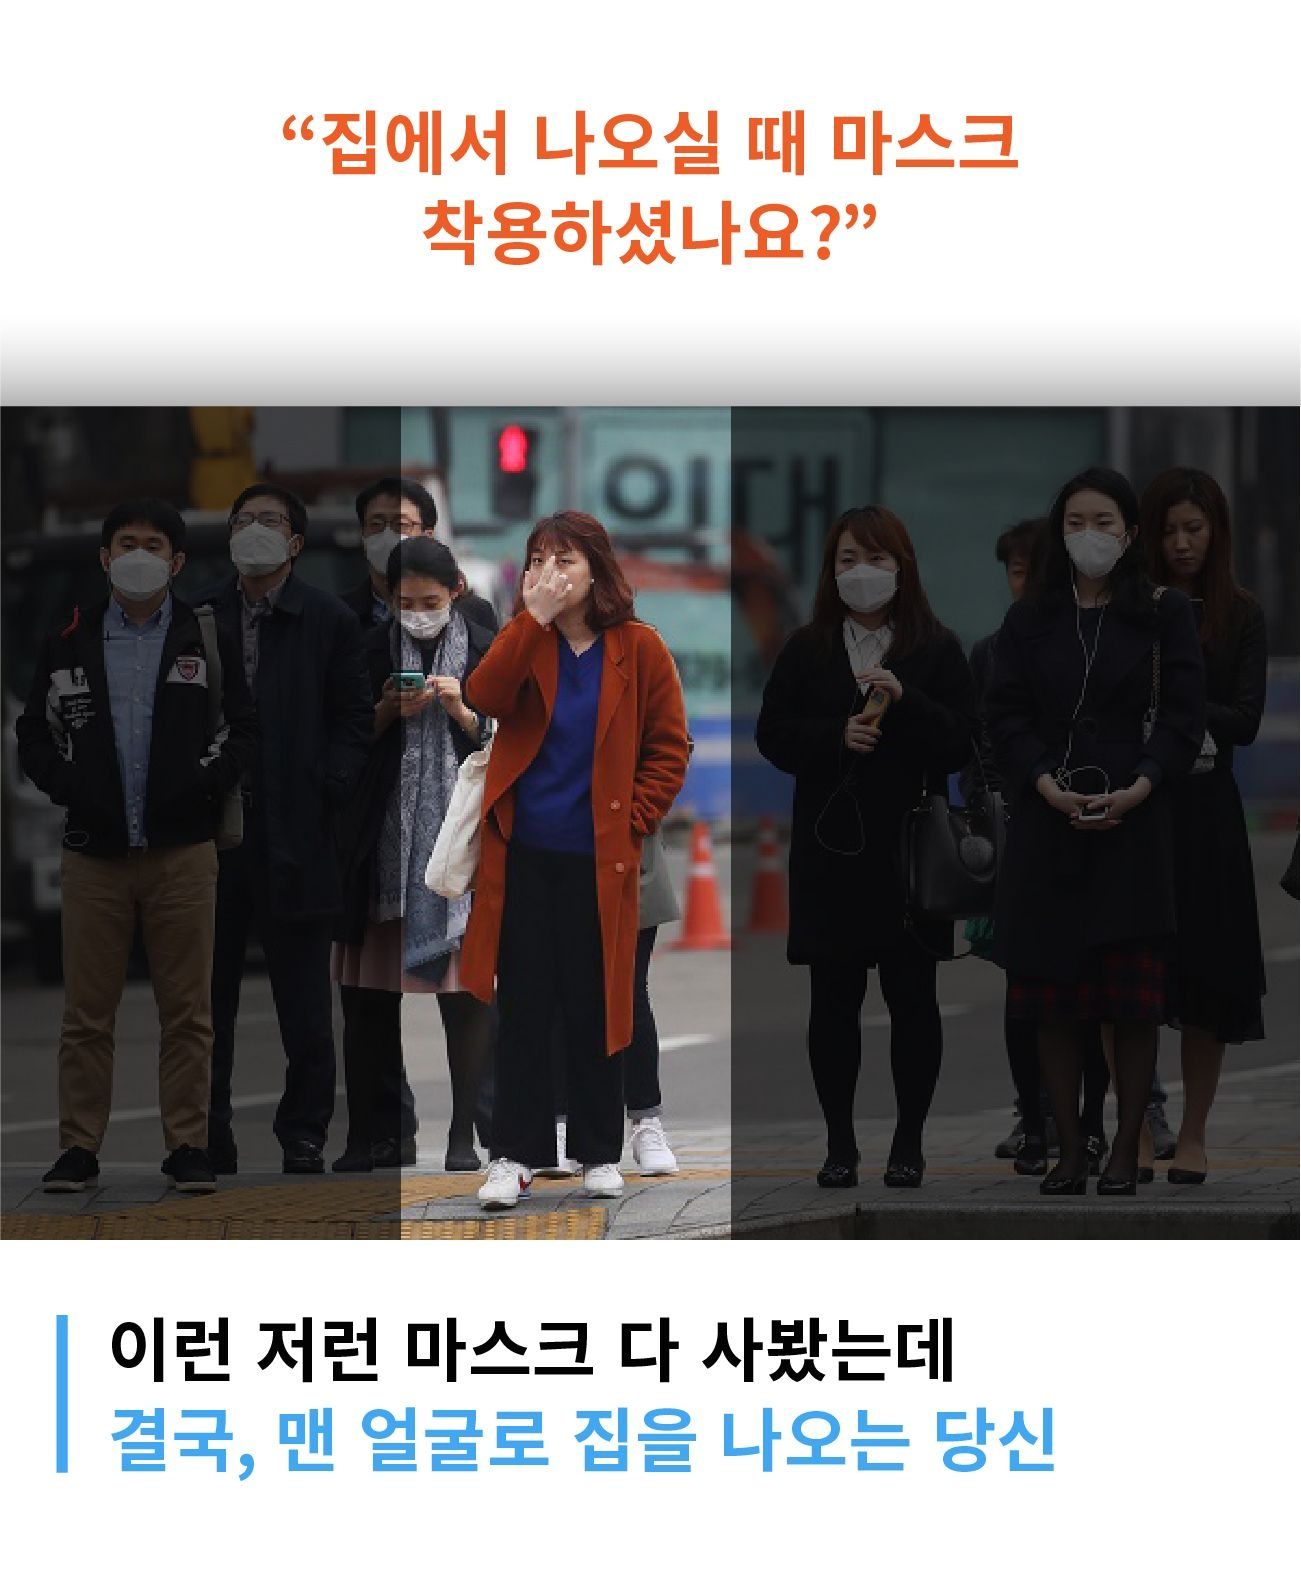 “집에서 나오실 때 마스크
착용하셨나요?”
의대
이런 저런 마스크 다 사봤는데
결국, 맨 얼굴로 집을 나오는 당신